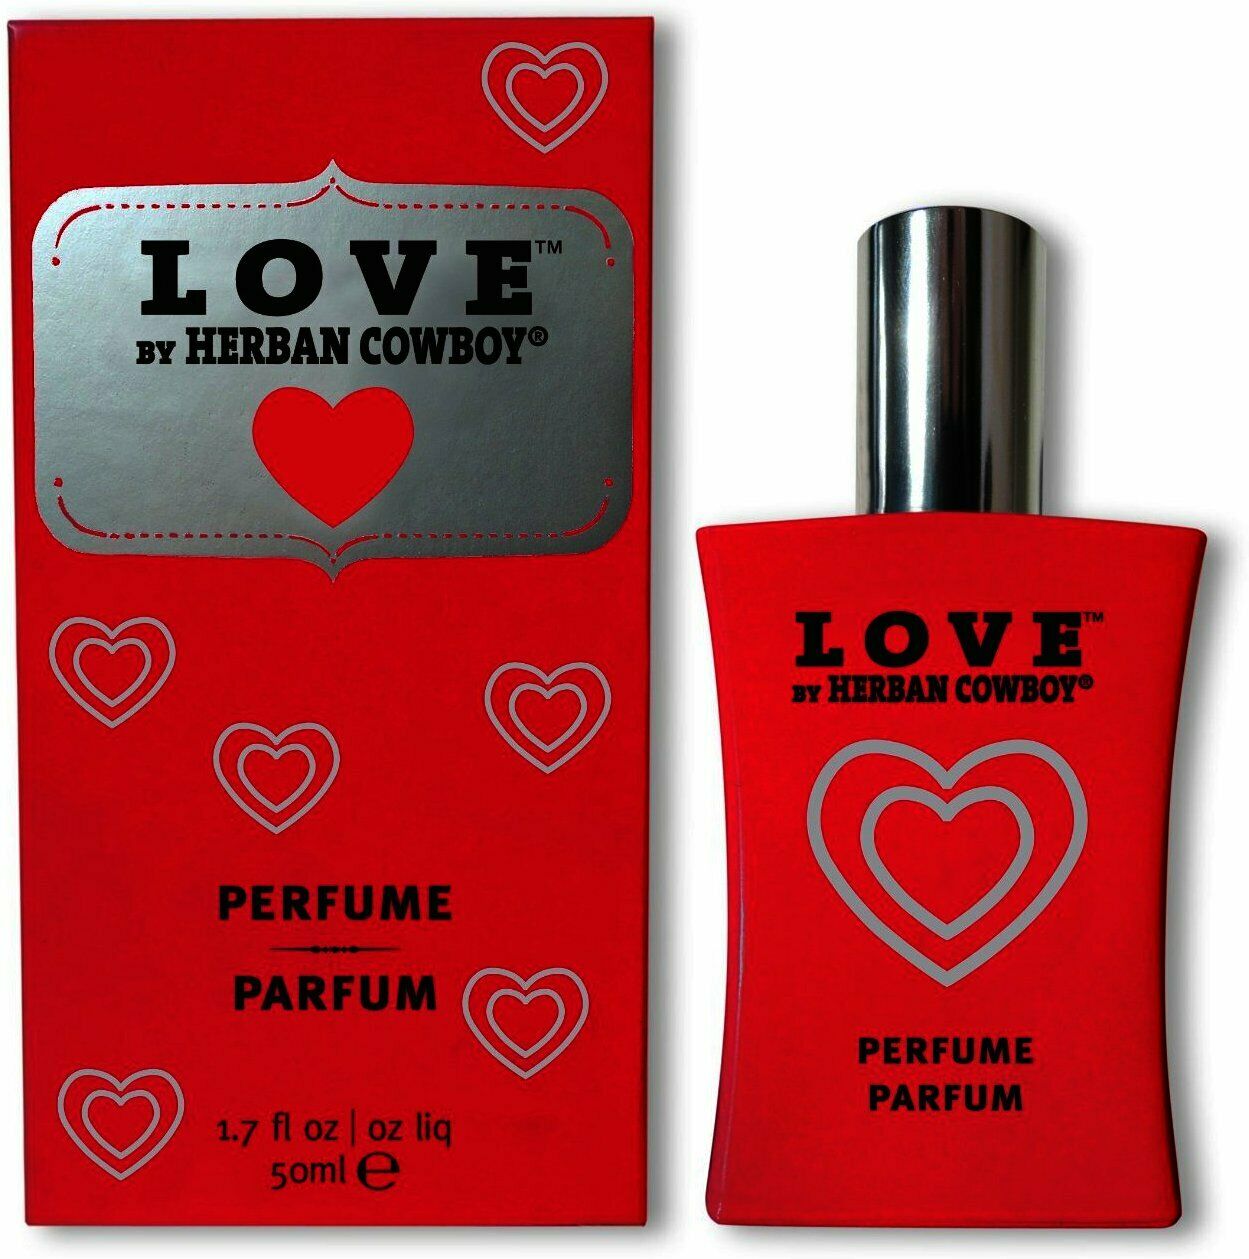 LOVE™
BY HERBAN COWBOY®
PERFUME
PARFUM
1.7 fl oz | oz liq
50ml ℮
LOVE™
BY HERBAN COWBOY®
PERFUME
PARFUM